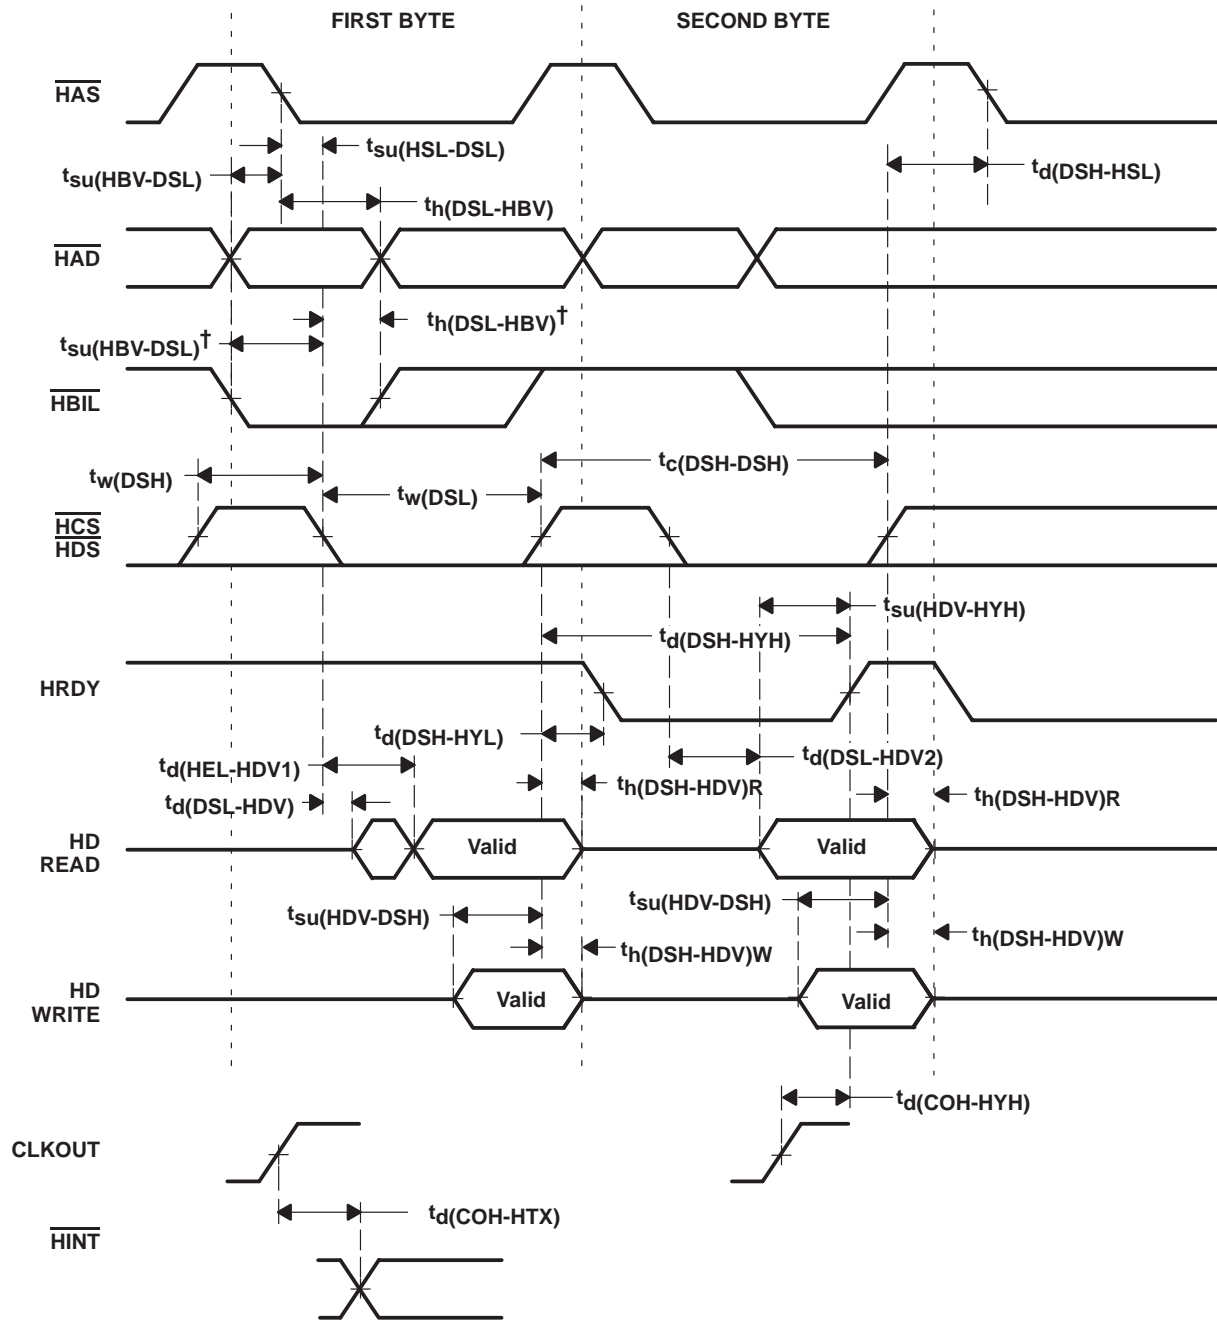 FIRST BYTE
SECOND BYTE
HAS
tsu(HSL-DSL)
tsu(HBV-DSL)
td(DSH-HSL)
th(DSL-HBV)
HAD
th(DSL-HBV)†
tsu(HBV-DSL)†
HBIL
tc(DSH-DSH)
tw(DSH)
tw(DSL)
HCS
HDS
tsu(HDV-HYH)
td(DSH-HYH)
HRDY
td(DSH-HYL)
td(DSL-HDV2)
td(HEL-HDV1)
th(DSH-HDV)R
th(DSH-HDV)R
td(DSL-HDV)
HD
READ
Valid
Valid
tsu(HDV-DSH)
tsu(HDV-DSH)
th(DSH-HDV)W
th(DSH-HDV)W
HD
WRITE
Valid
Valid
td(COH-HYH)
CLKOUT
td(COH-HTX)
HINT